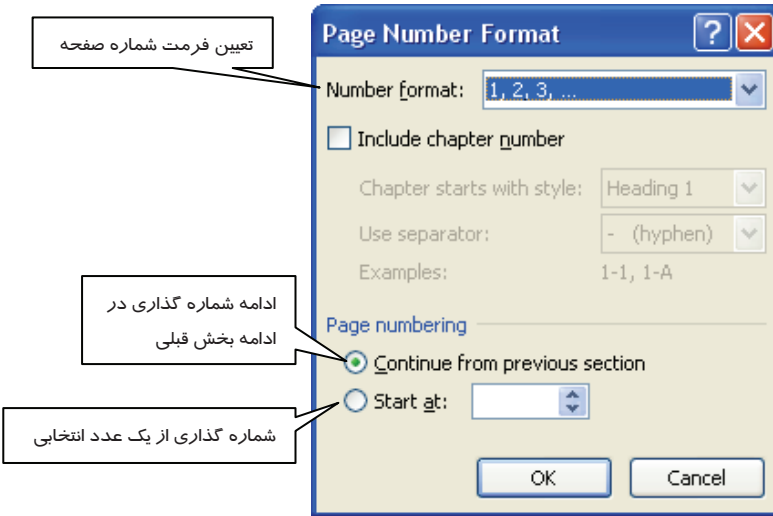 تعیین فرمت شماره صفحه
Page Number Format
Number format:
1, 2, 3, ...
Include chapter number
Chapter starts with style:
Heading 1
Use separator:
- (hyphen)
Examples:
1-1, 1-A
ادامه شماره گذاری در
ادامه بخش قبلی
Page numbering
Continue from previous section
Start at:
شماره گذاری از یک عدد انتخابی
OK
Cancel